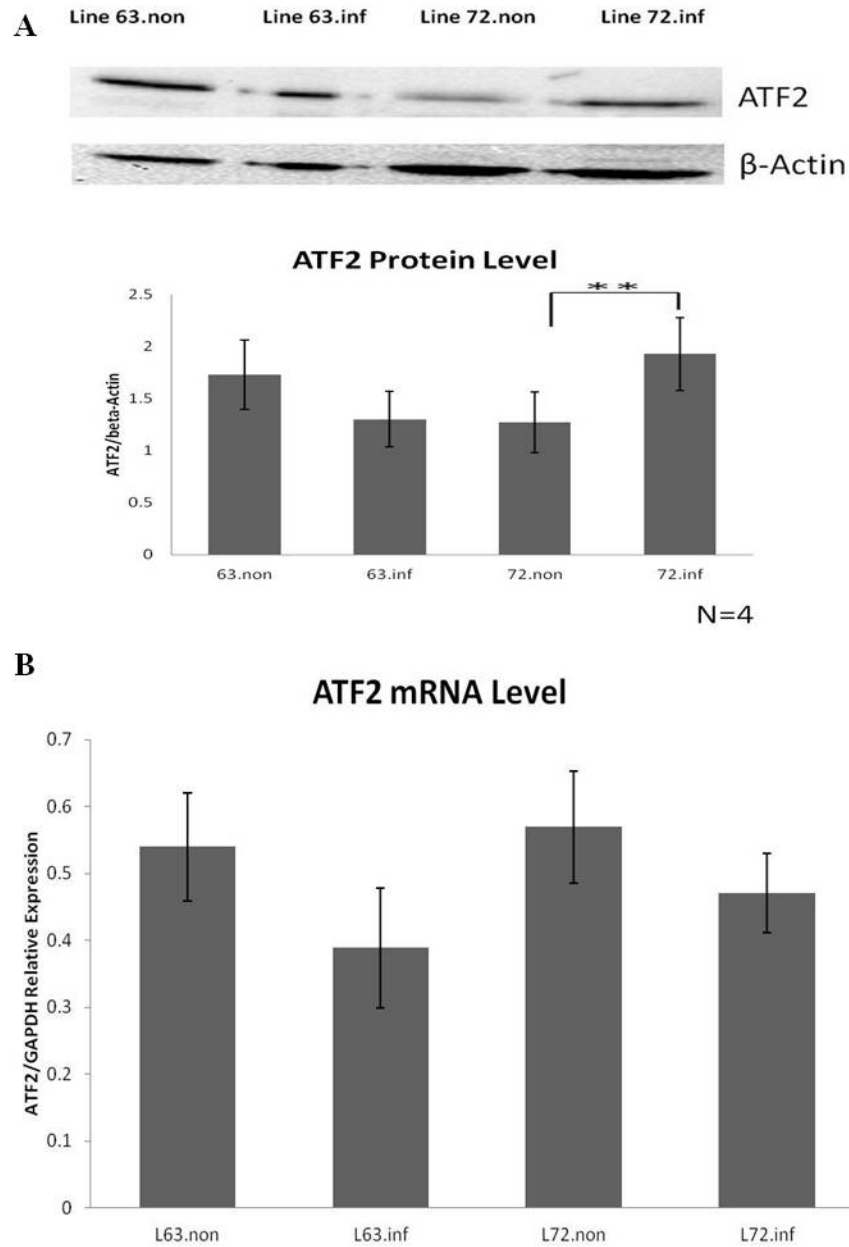 A
Line 63.non Line 63.inf Line 72.non Line 72.inf
ATF2
β-Actin
ATF2 Protein Level
**
2.5
2
1.5
1
0.5
0
ATF2/beta-Actin
63.non 63.inf 72.non 72.inf
N=4
B
ATF2 mRNA Level
0.7
0.6
0.5
0.4
0.3
0.2
0.1
0
ATF2/GAPDH Relative Expression
L63.non L63.inf L72.non L72.inf